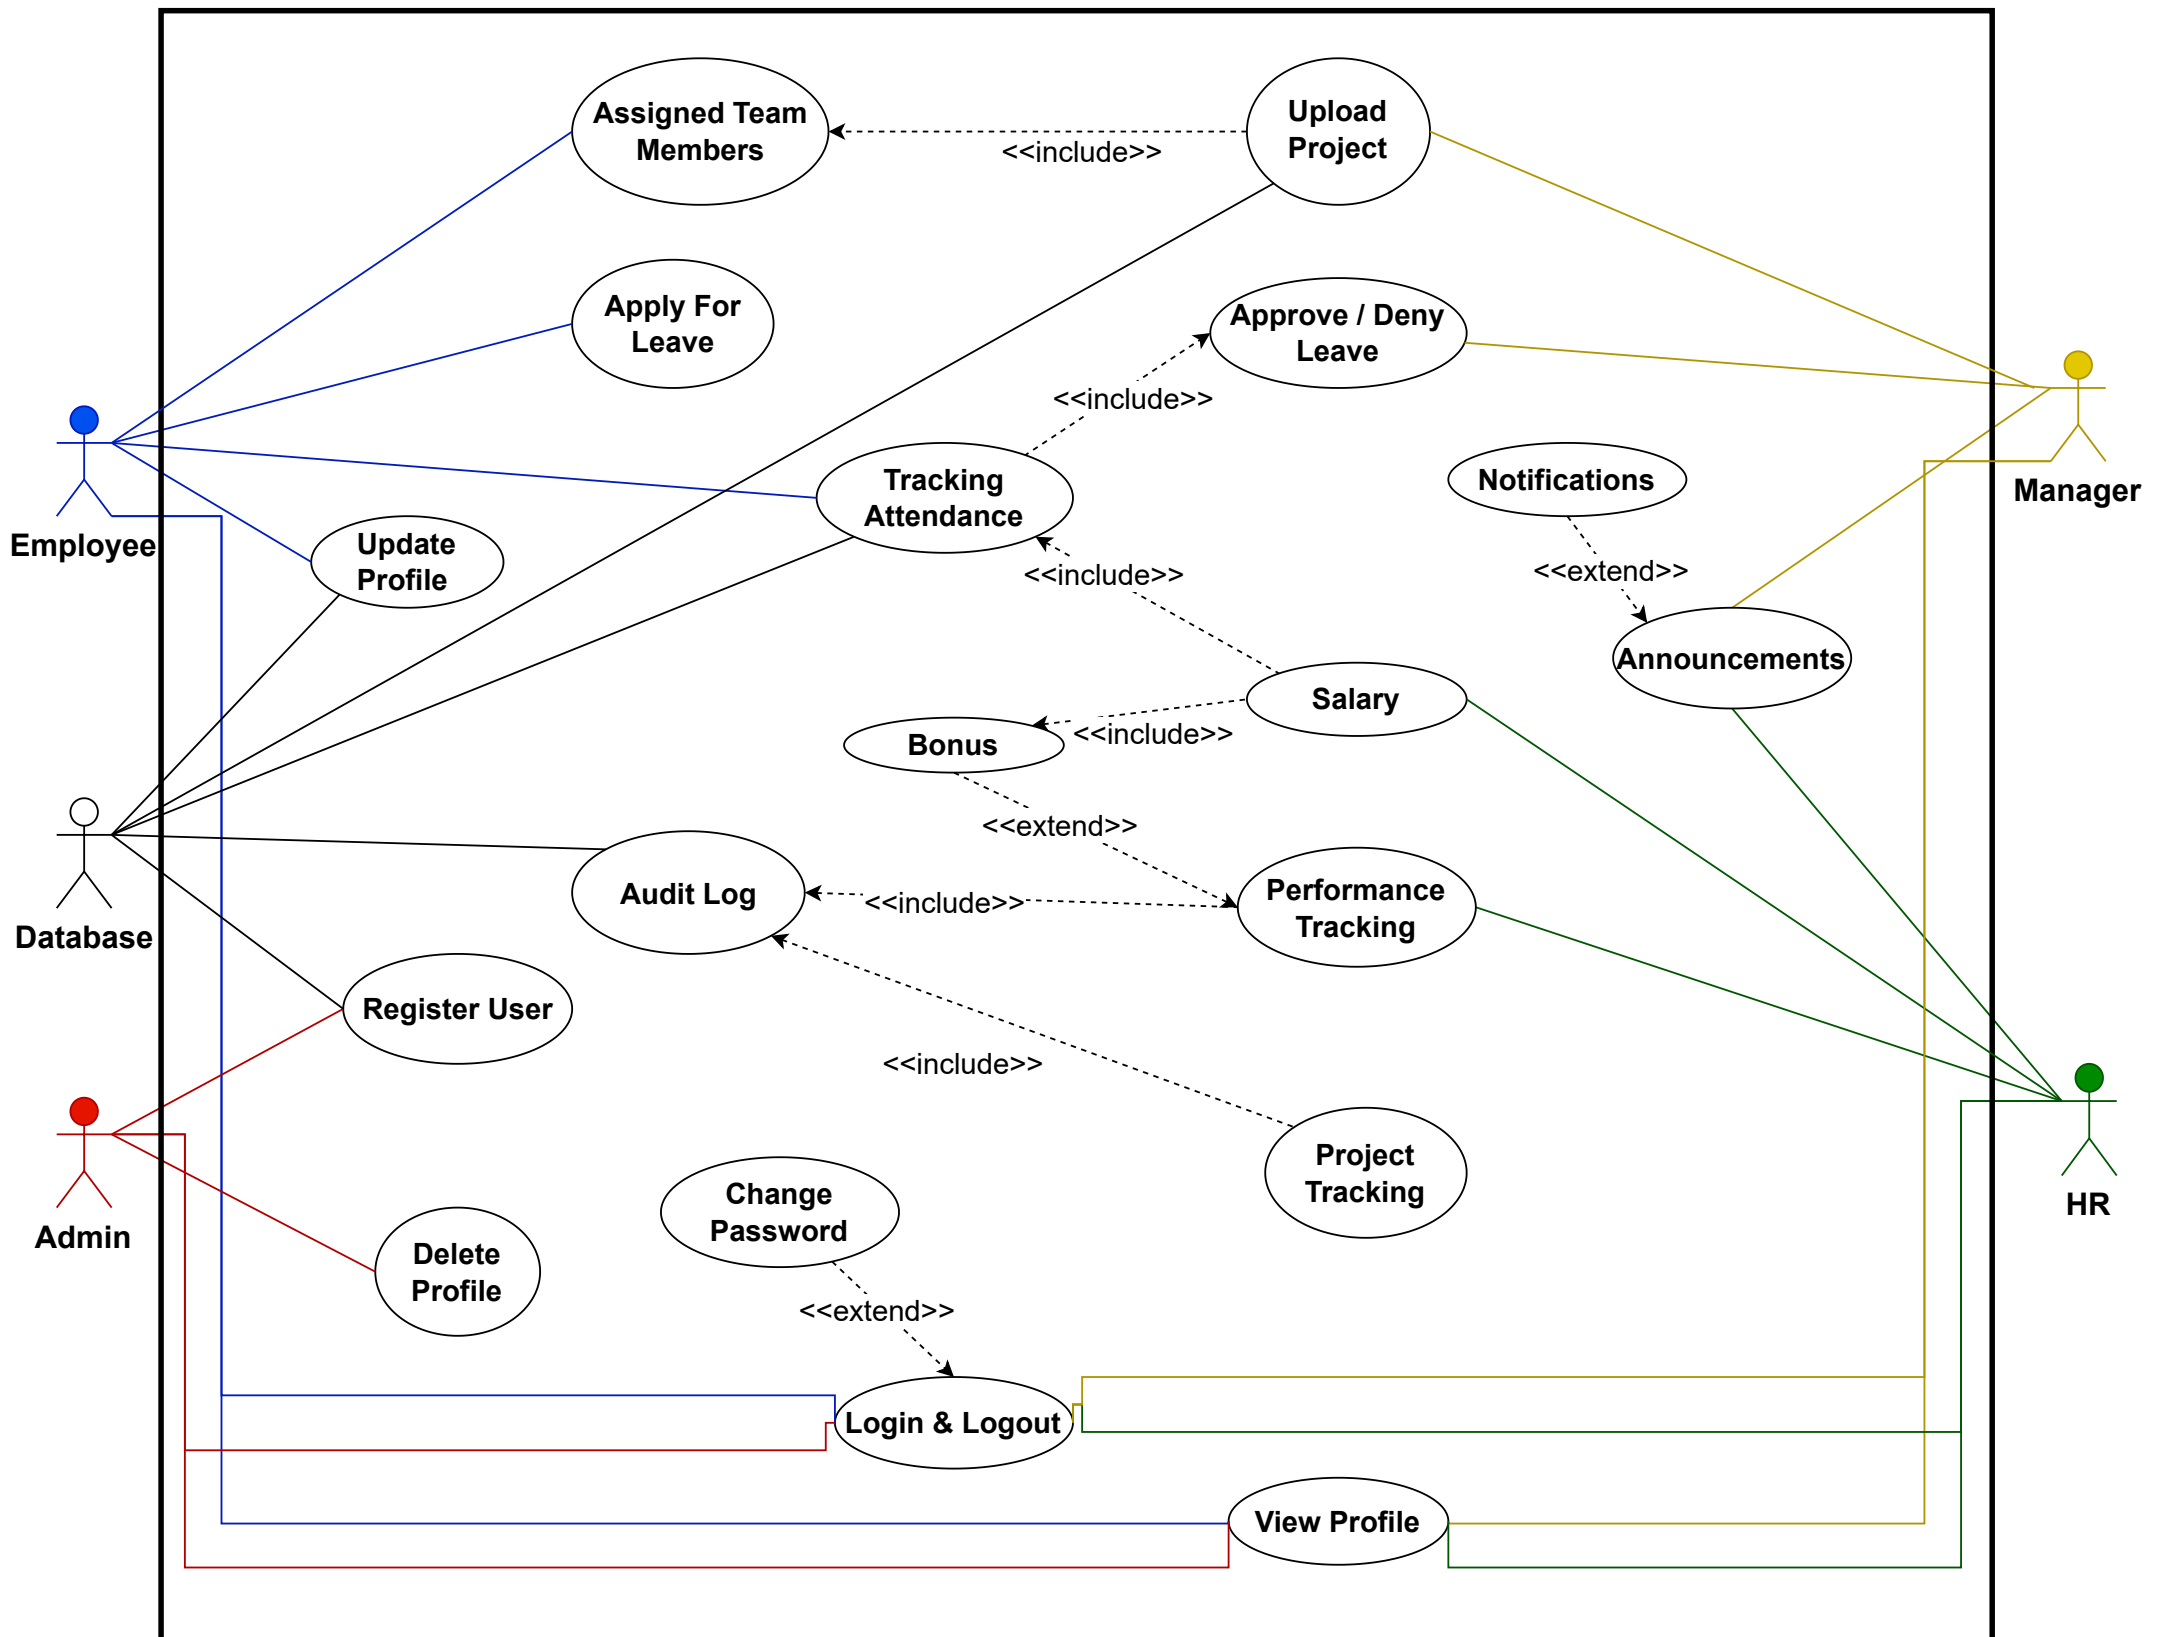 Assigned Team
Members
Upload
Project
<<include>>
Apply For
Leave
Approve / Deny
Leave
<<include>>
Tracking
Attendance
Notifications
Manager
Employee
Update
Profile
<<include>>
<<extend>>
Announcements
Salary
<<include>>
Bonus
<<extend>>
Audit Log
<<include>>
Performance
Tracking
Database
Register User
<<include>>
Project
Tracking
Change
Password
HR
Admin
Delete
Profile
<<extend>>
Login & Logout
View Profile